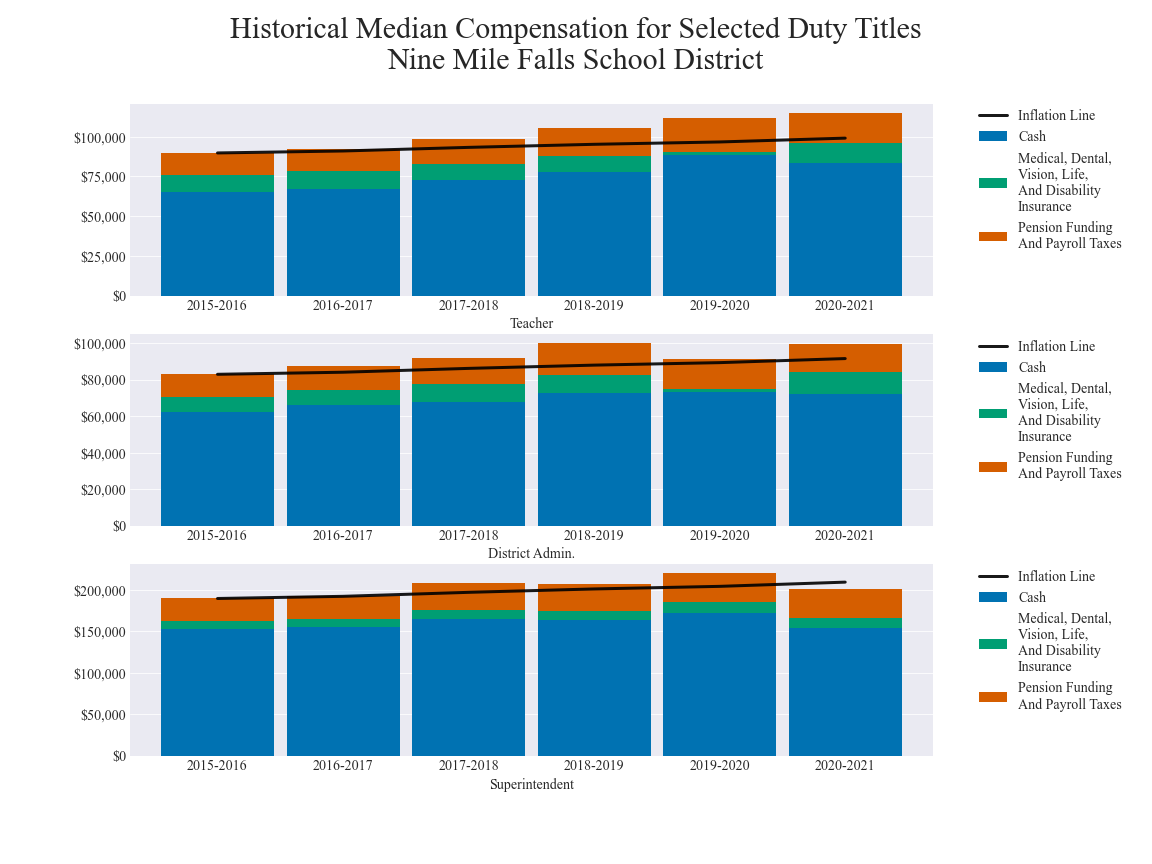 Historical Median Compensation for Selected Duty Titles
Nine Mile Falls School District
$100,000
$75,000
$50,000
$25,000
$0
2015-2016 2016-2017 2017-2018 2018-2019 2019-2020 2020-2021
Teacher
Inflation Line
Cash
Medical, Dental,
Vision, Life,
And Disability
Insurance
Pension Funding
And Payroll Taxes
$100,000
$80,000
$60,000
$40,000
$20,000
$0
2015-2016 2016-2017 2017-2018 2018-2019 2019-2020 2020-2021
District Admin.
Inflation Line
Cash
Medical, Dental,
Vision, Life,
And Disability
Insurance
Pension Funding
And Payroll Taxes
$200,000
$150,000
$100,000
$50,000
$0
2015-2016 2016-2017 2017-2018 2018-2019 2019-2020 2020-2021
Superintendent
Inflation Line
Cash
Medical, Dental,
Vision, Life,
And Disability
Insurance
Pension Funding
And Payroll Taxes